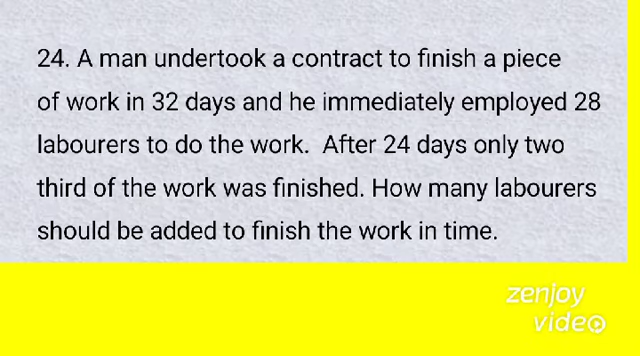 24. A man undertook a contract to finish a piece
of work in 32 days and he immediately employed 28
labourers to do the work. After 24 days only two
third of the work was finished. How many labourers
should be added to finish the work in time.
zenjoy
video